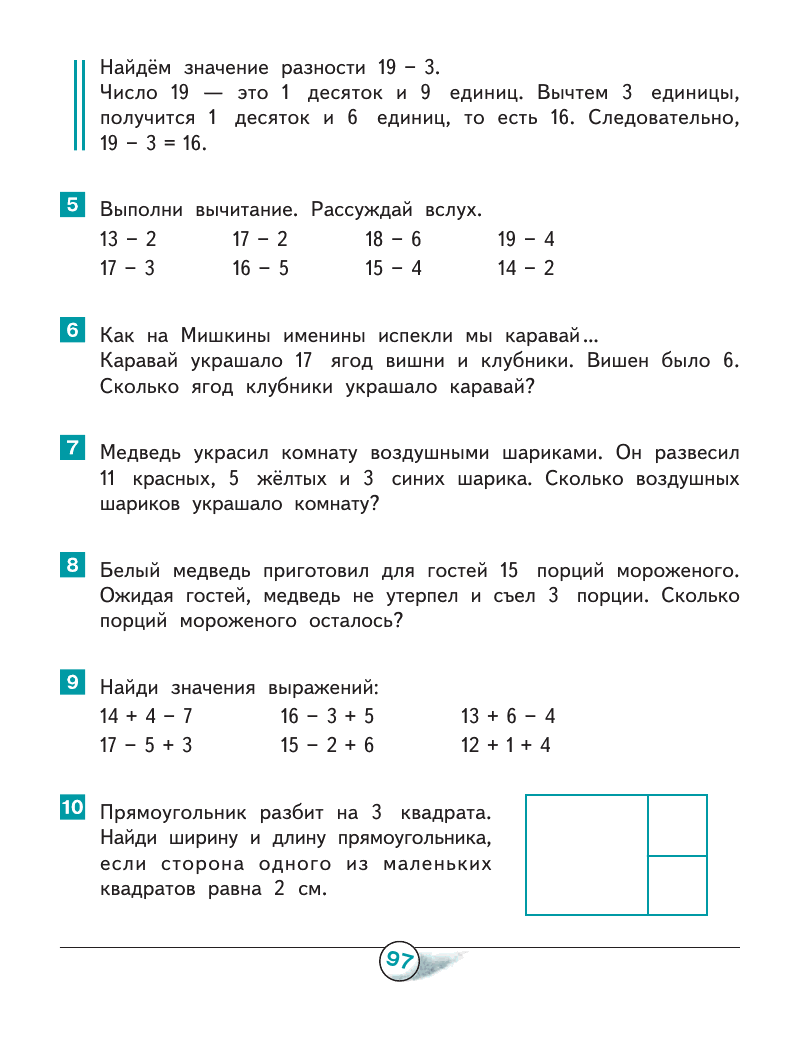 Найдём значение разности 19 – 3.
Число 19 — это 1 десяток и 9 единиц. Вычтем 3 единицы,
получится 1 десяток и 6 единиц, то есть 16. Следовательно,
19 – 3 = 16.
5 Выполни вычитание. Рассуждай вслух.
13 – 2 17 – 2 18 – 6 19 – 4
17 – 3 16 – 5 15 – 4 14 – 2
6 Как на Мишкины именины испекли мы каравай...
Каравай украшало 17 ягод вишни и клубники. Вишен было 6.
Сколько ягод клубники украшало каравай?
7 Медведь украсил комнату воздушными шариками. Он развесил
11 красных, 5 жёлтых и 3 синих шарика. Сколько воздушных
шариков украшало комнату?
8 Белый медведь приготовил для гостей 15 порций мороженого.
Ожидая гостей, медведь не утерпел и съел 3 порции. Сколько
порций мороженого осталось?
9 Найди значения выражений:
14 + 4 – 7 16 – 3 + 5 13 + 6 – 4
17 – 5 + 3 15 – 2 + 6 12 + 1 + 4
10 Прямоугольник разбит на 3 квадрата.
Найди ширину и длину прямоугольника,
если сторона одного из маленьких
квадратов равна 2 см.
97